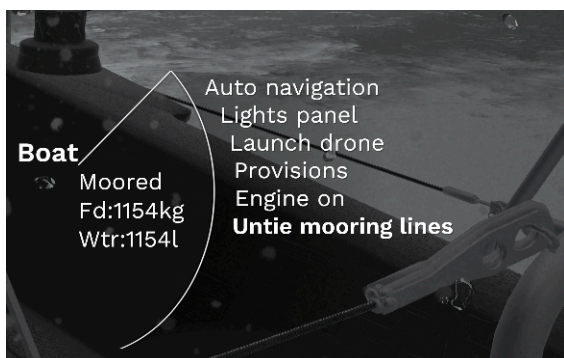 Boat
Moored
Fd:1154kg
Wtr:1154l
Auto navigation
Lights panel
Launch drone
Provisions
Engine on
Untie mooring lines